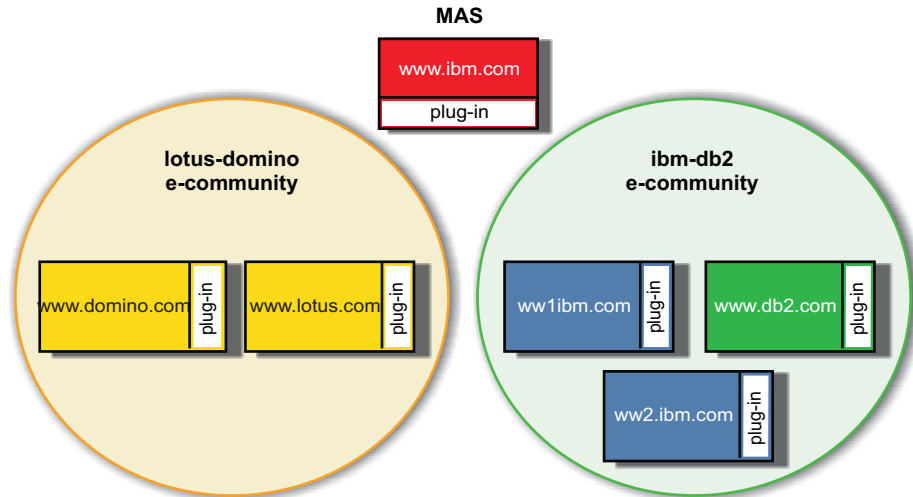 MAS
www.ibm.com
plug-in
lotus-domino
e-community
www.domino.com
plug-in
www.lotus.com
plug-in
ibm-db2
e-community
ww1ibm.com
plug-in
www.db2.com
plug-in
ww2.ibm.com
plug-in